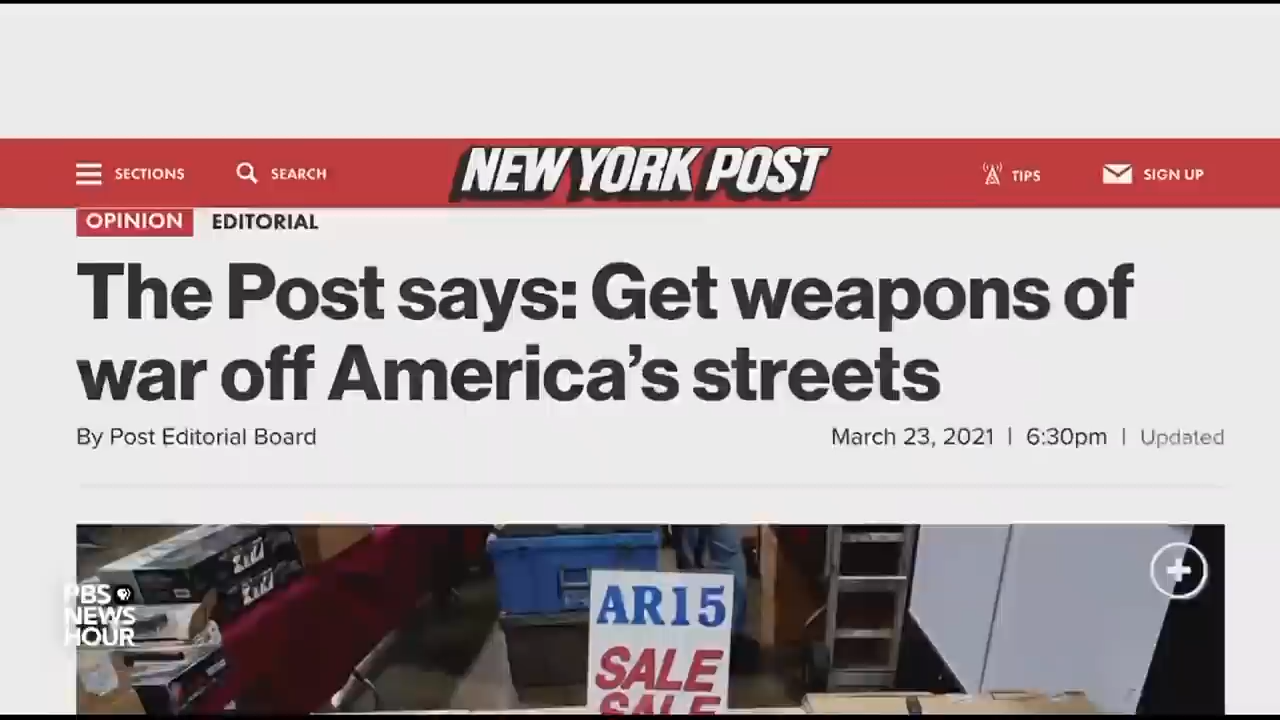 SECTIONS
SEARCH
NEW YORK POST
TIPS
SIGN UP
OPINION EDITORIAL
The Post says: Get weapons of
war off America's streets
By Post Editorial Board
March 23, 2021 | 6:30pm | Updated
PBS
NEWS
HOUR
AR15
SALE
SALE